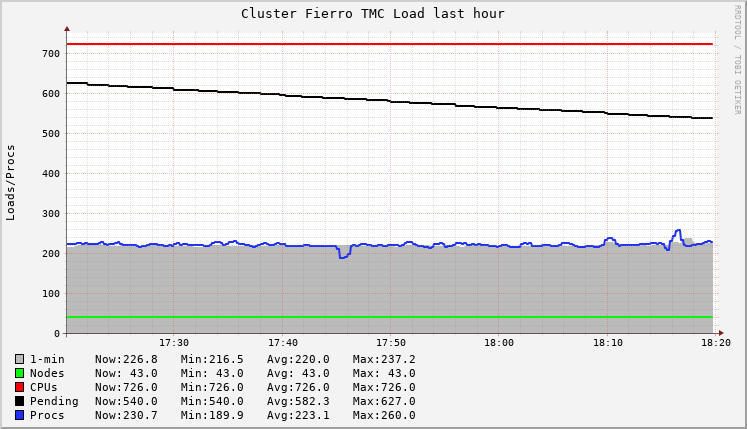 Cluster Fierro TMC Load last hour
RRDTOOL / TOBI OETIKER
Loads/Procs
700
600
500
400
300
200
100
0
17:30 17:40 17:50 18:00 18:10 18:20
1-min Now:226.8 Min:216.5 Avg:220.0 Max:237.2
Nodes Now: 43.0 Min: 43.0 Avg: 43.0 Max: 43.0
CPUs Now:726.0 Min:726.0 Avg:726.0 Max:726.0
Pending Now:540.0 Min:540.0 Avg:582.3 Max:627.0
Procs Now:230.7 Min:189.9 Avg:223.1 Max:260.0